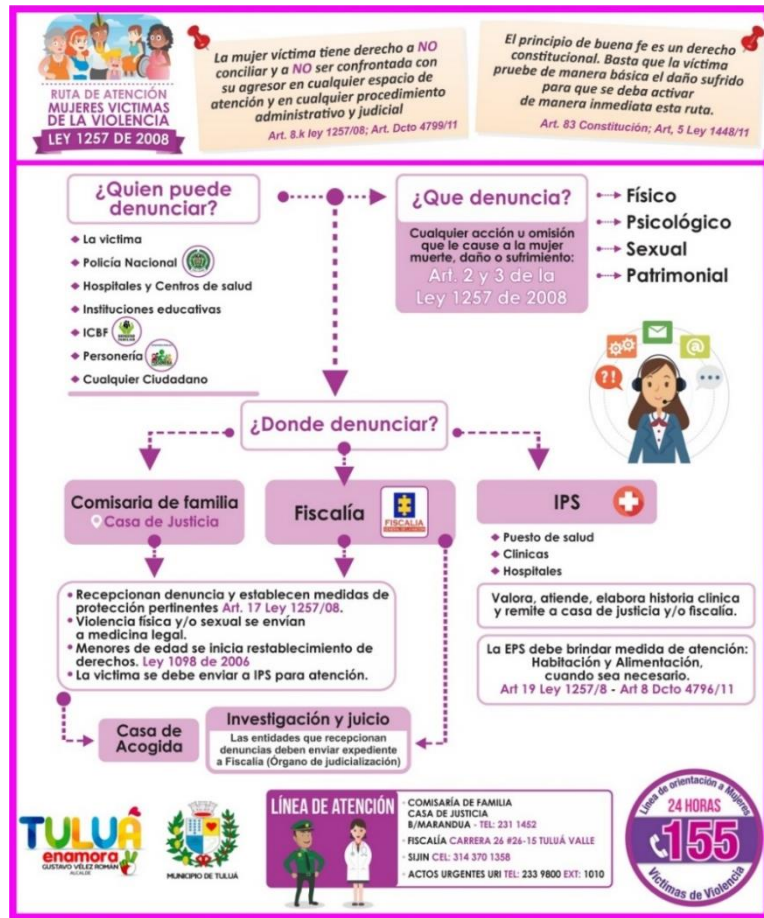 RUTA DE ATENCIÓN
MUJERES VICTIMAS
DE LA VIOLENCIA
LEY 1257 DE 2008
La mujer víctima tiene derecho a NO
conciliar y a NO ser confrontada con
su agresor en cualquier espacio de
atención y en cualquier procedimiento
administrativo y judicial
Art. 8.k ley 1257/08; Art. Dcto 4799/11
El principio de buena fe es un derecho
constitucional. Basta que la víctima
pruebe de manera básica el daño sufrido
para que se deba activar
de manera inmediata esta ruta.
Art. 83 Constitución; Art, 5 Ley 1448/11
¿Quien puede
denunciar?
La victima
Policía Nacional
Hospitales y Centros de salud
Instituciones educativas
ICBF
Personería
Cualquier Ciudadano
¿Que denuncia?
Cualquier acción u omisión
que le cause a la mujer
muerte, daño o sufrimiento:
Art. 2 y 3 de la
Ley 1257 de 2008
Físico
Psicológico
Sexual
Patrimonial
?!
@
¿Donde denunciar?
Comisaria de familia
Casa de Justicia
Fiscalía
FISCALIA
IPS
Puesto de salud
Clinicas
Hospitales
Recepcionan denuncia y establecen medidas de
protección pertinentes Art. 17 Ley 1257/08.
Violencia física y/o sexual se envían
a medicina legal.
Menores de edad se inicia restablecimiento de
derechos. Ley 1098 de 2006
La victima se debe enviar a IPS para atención.
Valora, atiende, elabora historia clinica
y remite a casa de justicia y/o fiscalía.
La EPS debe brindar medida de atención:
Habitación y Alimentación,
cuando sea necesario.
Art 19 Ley 1257/8 - Art 8 Dcto 4796/11
Casa de
Acogida
Investigación y juicio
Las entidades que recepcionan
denuncias deben enviar expediente
a Fiscalia (Órgano de judicialización)
TULUÁ
enamora
GUSTAVO VÉLEZ ROMÁN
ALCALDE
MUNICIPIO DE TULUÁ
LÍNEA DE ATENCIÓN
COMISARÍA DE FAMILIA
CASA DE JUSTICIA
B/MARANDUA - TEL: 231 1452
FISCALÍA CARRERA 26 #26-15 TULUÁ VALLE
SIJIN CEL: 314 370 1358
ACTOS URGENTES URI TEL: 233 9800 EXT: 1010
Línea de orientación a Mujeres
24 HORAS
155
Víctimas de Violencia